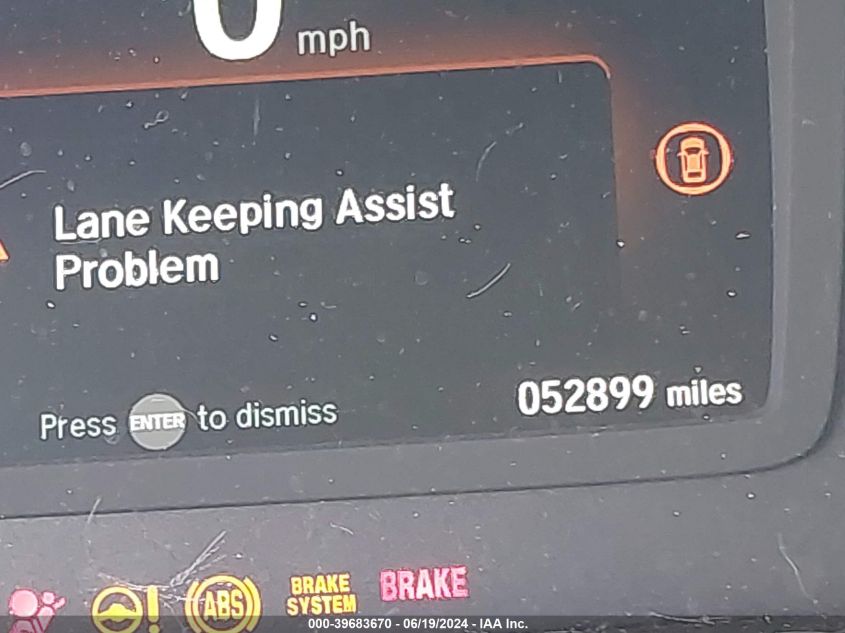 0 mph
Lane Keeping Assist
Problem
Press ENTER to dismiss
052899 miles
ABS
BRAKE
SYSTEM
BRAKE
000-39683670 - 06/19/2024 - IAA Inc.